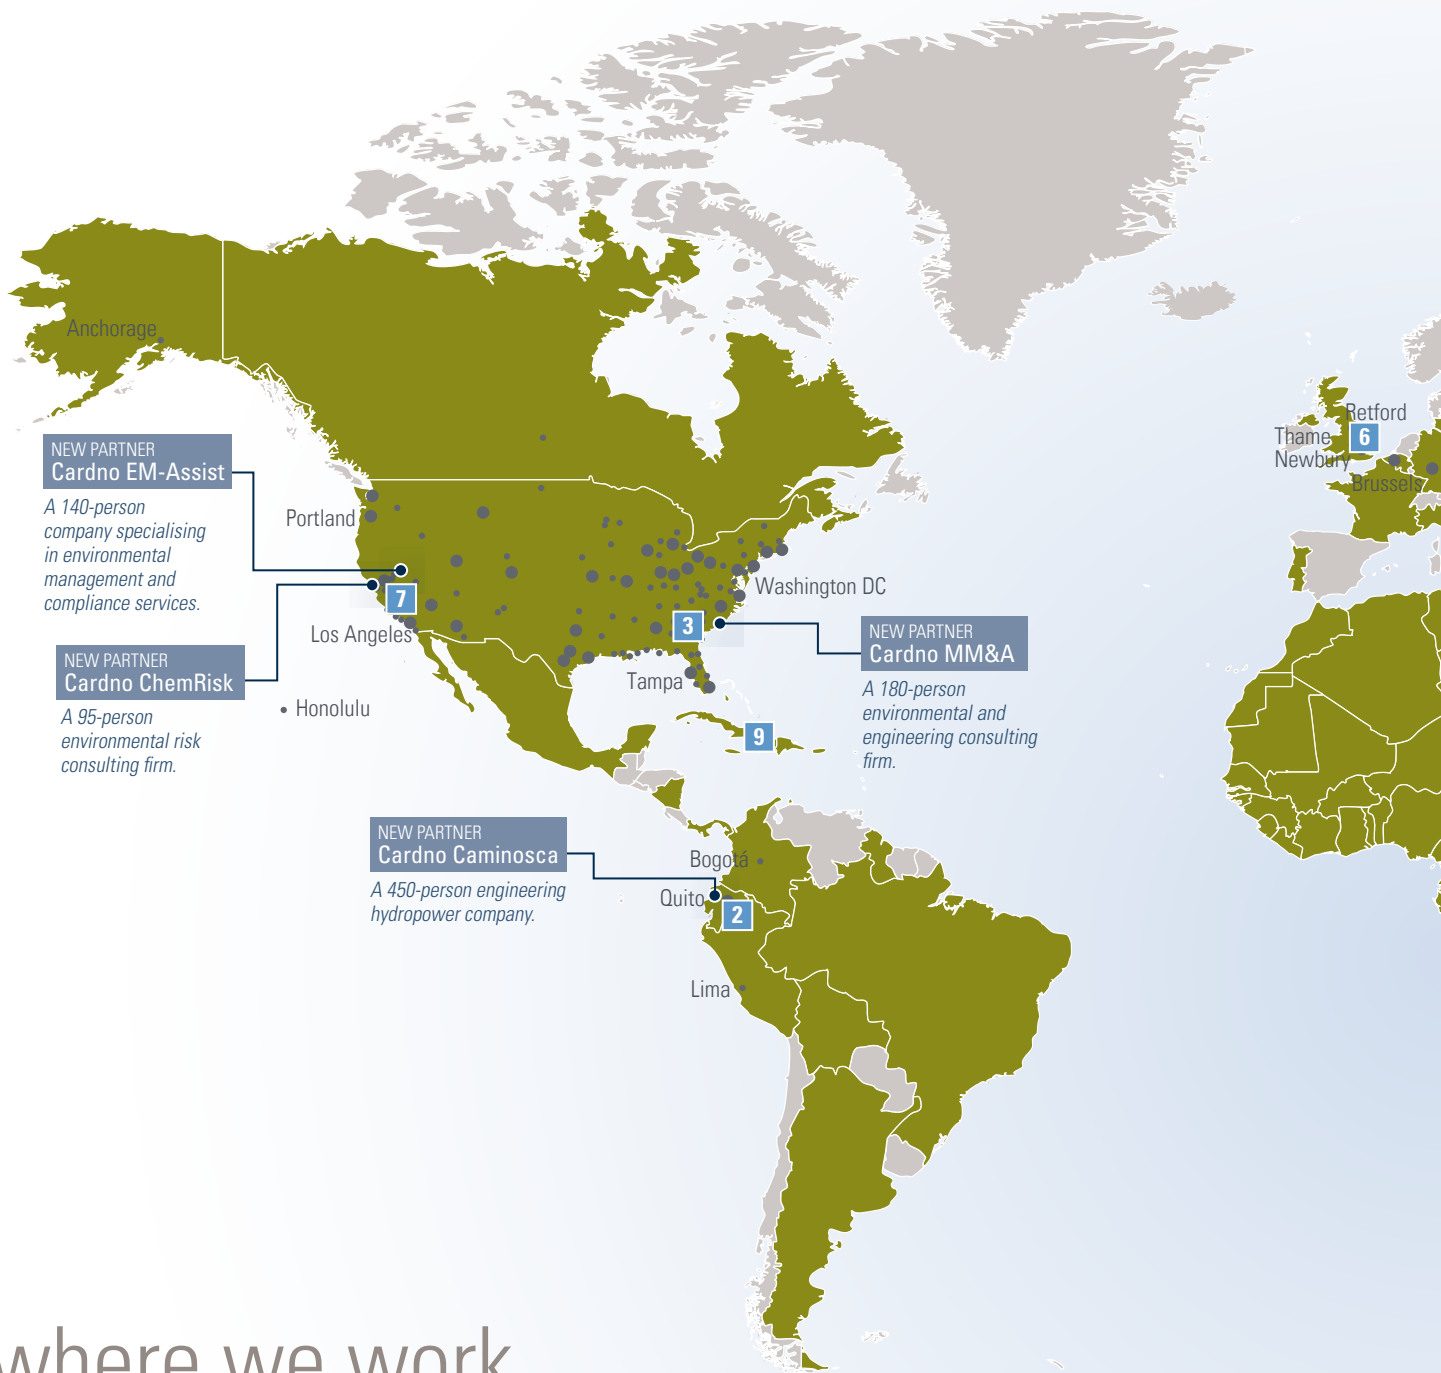 Anchorage
NEW PARTNER
Cardno EM-Assist
A 140-person
company specialising
in environmental
management and
compliance services.
Portland
7
Los Angeles
NEW PARTNER
Cardno ChemRisk
A 95-person
environmental risk
consulting firm.
Honolulu
Washington DC
3
NEW PARTNER
Cardno MM&A
A 180-person
environmental and
engineering consulting
firm.
Tampa
9
Retford
6
Thame
Newbury
Brussels
NEW PARTNER
Cardno Caminosca
A 450-person engineering
hydropower company.
Bogotá
Quito
2
Lima
where we work